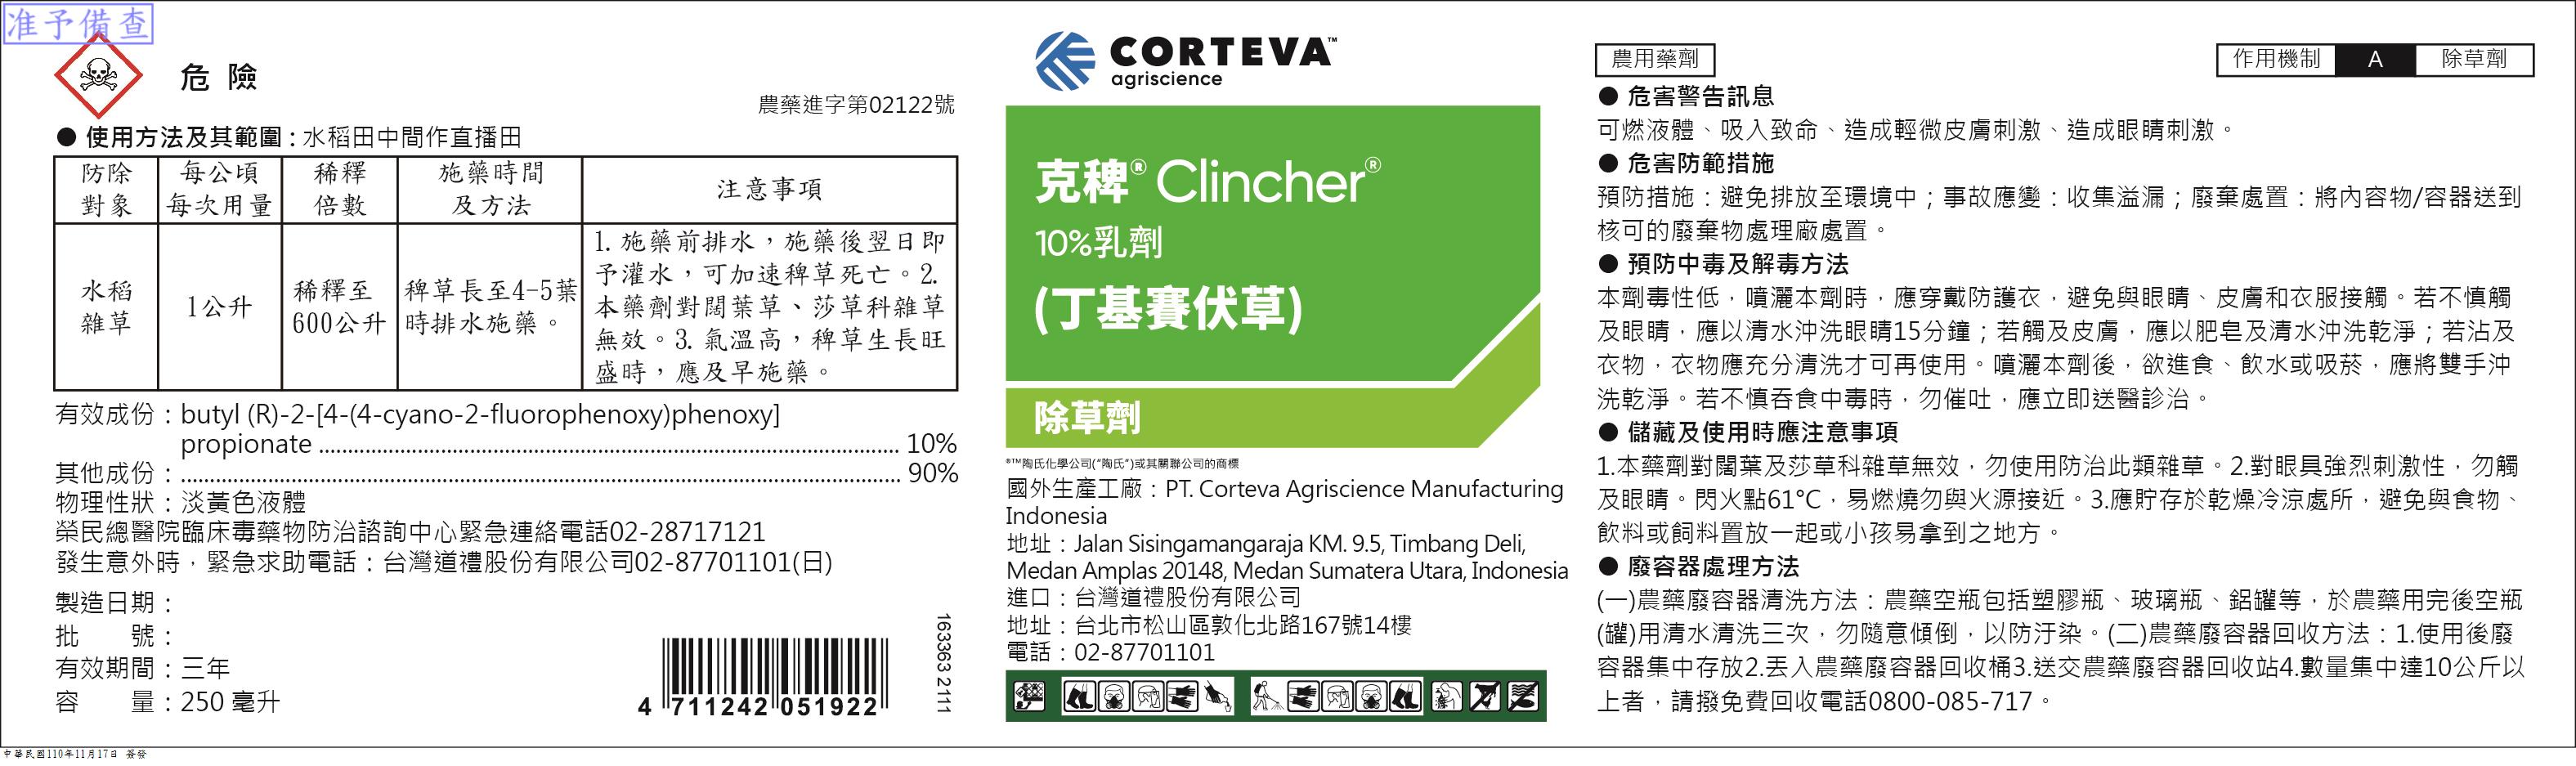 准予備查
危 險
農藥進字第02122號
● 使用方法及其範圍 : 水稻田中間作直播田
防除對象
每公頃每次用量
稀釋倍數
施藥時間及方法
注意事項
水稻雜草
1公升
稀釋至600公升
稗草長至4-5葉時排水施藥。
1. 施藥前排水，施藥後翌日即
予灌水，可加速稗草死亡。2.
本藥劑對闊葉草、莎草科雜草
無效。3. 氣溫高，稗草生長旺
盛時，應及早施藥。
有效成份：butyl (R)-2-[4-(4-cyano-2-fluorophenoxy)phenoxy]
propionate ........ 10%
其他成份：........ 90%
物理性狀：淡黃色液體
榮民總醫院臨床毒藥物防治諮詢中心緊急連絡電話02-28717121
發生意外時，緊急求助電話：台灣道禮股份有限公司02-87701101(日)
製造日期：
批　　號：
有效期間：三年
容　　量：250 毫升
4 711242 051922
163363 2111
CORTEVA™
agriscience
克稗® Clincher®
10%乳劑
(丁基賽伏草)
除草劑
®™陶氏化學公司(“陶氏”)或其關聯公司的商標
國外生產工廠：PT. Corteva Agriscience Manufacturing
Indonesia
地址：Jalan Sisingamangaraja KM. 9.5, Timbang Deli,
Medan Amplas 20148, Medan Sumatera Utara, Indonesia
進口：台灣道禮股份有限公司
地址：台北市松山區敦化北路167號14樓
電話：02-87701101
農用藥劑
作用機制 A 除草劑
● 危害警告訊息
可燃液體、吸入致命、造成輕微皮膚刺激、造成眼睛刺激。
● 危害防範措施
預防措施：避免排放至環境中；事故應變：收集溢漏；廢棄處置：將內容物/容器送到
核可的廢棄物處理廠處置。
● 預防中毒及解毒方法
本劑毒性低，噴灑本劑時，應穿戴防護衣，避免與眼睛、皮膚和衣服接觸。若不慎觸
及眼睛，應以清水沖洗眼睛15分鐘；若觸及皮膚，應以肥皂及清水沖洗乾淨；若沾及
衣物，衣物應充分清洗才可再使用。噴灑本劑後，欲進食、飲水或吸菸，應將雙手沖
洗乾淨。若不慎吞食中毒時，勿催吐，應立即送醫診治。
● 儲藏及使用時應注意事項
1.本藥劑對闊葉及莎草科雜草無效，勿使用防治此類雜草。2.對眼具強烈刺激性，勿觸
及眼睛。閃火點61°C，易燃燒勿與火源接近。3.應貯存於乾燥冷涼處所，避免與食物、
飲料或飼料置放一起或小孩易拿到之地方。
● 廢容器處理方法
(一)農藥廢容器清洗方法：農藥空瓶包括塑膠瓶、玻璃瓶、鋁罐等，於農藥用完後空瓶
(罐)用清水清洗三次，勿隨意傾倒，以防汙染。(二)農藥廢容器回收方法：1.使用後廢
容器集中存放2.丟入農藥廢容器回收桶3.送交農藥廢容器回收站4.數量集中達10公斤以
上者，請撥免費回收電話0800-085-717。
中華民國110年11月17日 簽發